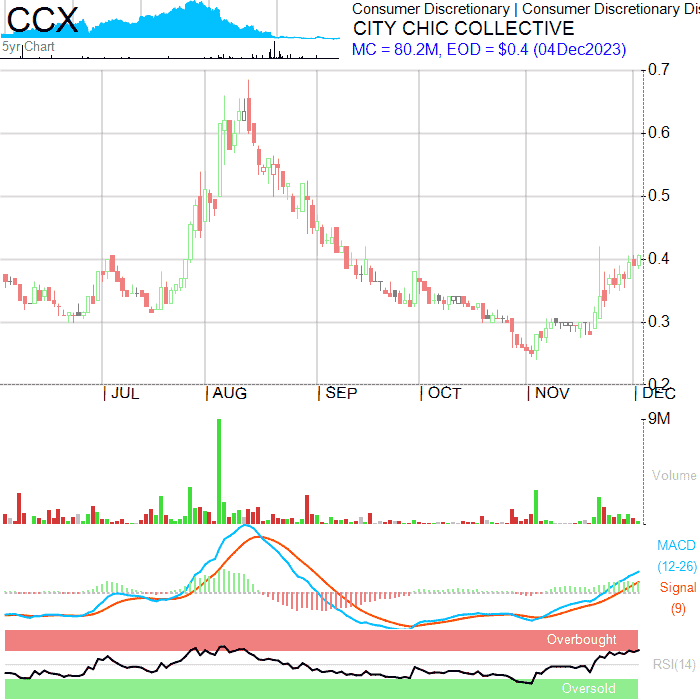 CCX
5yr Chart
Consumer Discretionary | Consumer Discretionary Dis
CITY CHIC COLLECTIVE
MC = 80.2M, EOD = $0.4 (04Dec2023)
0.7
0.6
0.5
0.4
0.3
0.2
JUL AUG SEP OCT NOV DEC
9M
Volume
MACD
(12-26)
Signal
(9)
Overbought
RSI(14)
Oversold